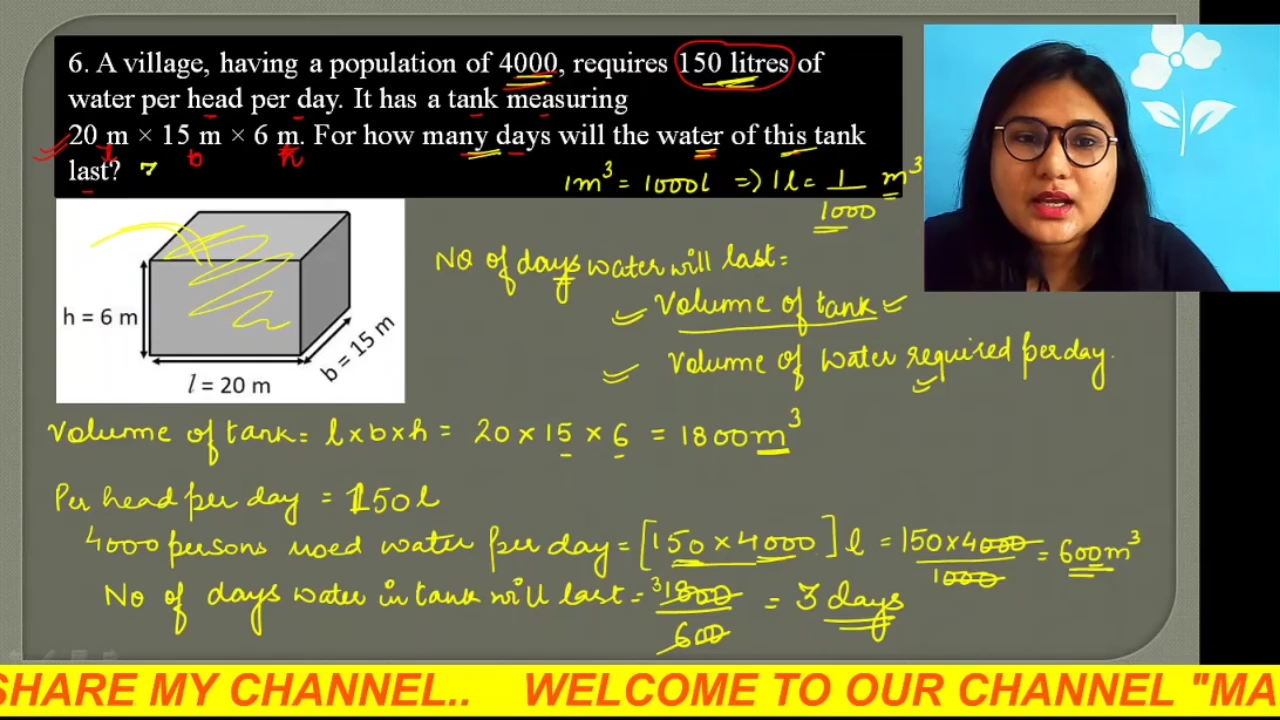 6. A village, having a population of 4000, requires 150 litres of
water per head per day. It has a tank measuring
20 m × 15 m × 6 m. For how many days will the water of this tank
last?
b h
1m³ = 1000l => 1l = 1/1000 m³
No of days water will last =
Volume of tank
Volume of water required per day.
h = 6 m
b = 15 m
l = 20 m
Volume of tank = l x b x h = 20 x 15 x 6 = 1800m³
Per head per day = 150l
4000 persons used water per day = [150 x 4000] l = 150 x 4000/1000 = 600m³
No of days water in tank will last = ³1800/600 = 3 days
SHARE MY CHANNEL.. WELCOME TO OUR CHANNEL "MA